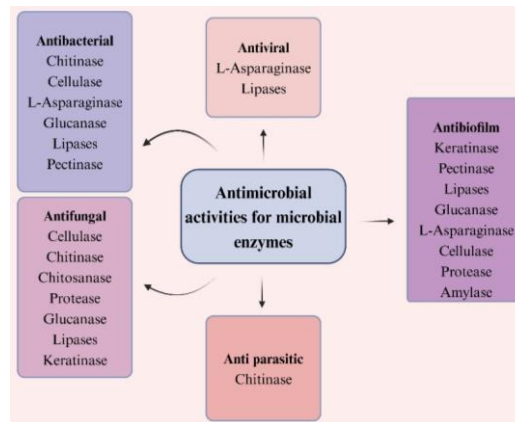 Antibacterial
Chitinase
Cellulase
L-Asparaginase
Glucanase
Lipases
Pectinase
Antiviral
L-Asparaginase
Lipases
Antibiofilm
Keratinase
Pectinase
Lipases
Glucanase
L-Asparaginase
Cellulase
Protease
Amylase
Antimicrobial
activities for microbial
enzymes
Antifungal
Cellulase
Chitinase
Chitosanase
Protease
Glucanase
Lipases
Keratinase
Anti parasitic
Chitinase